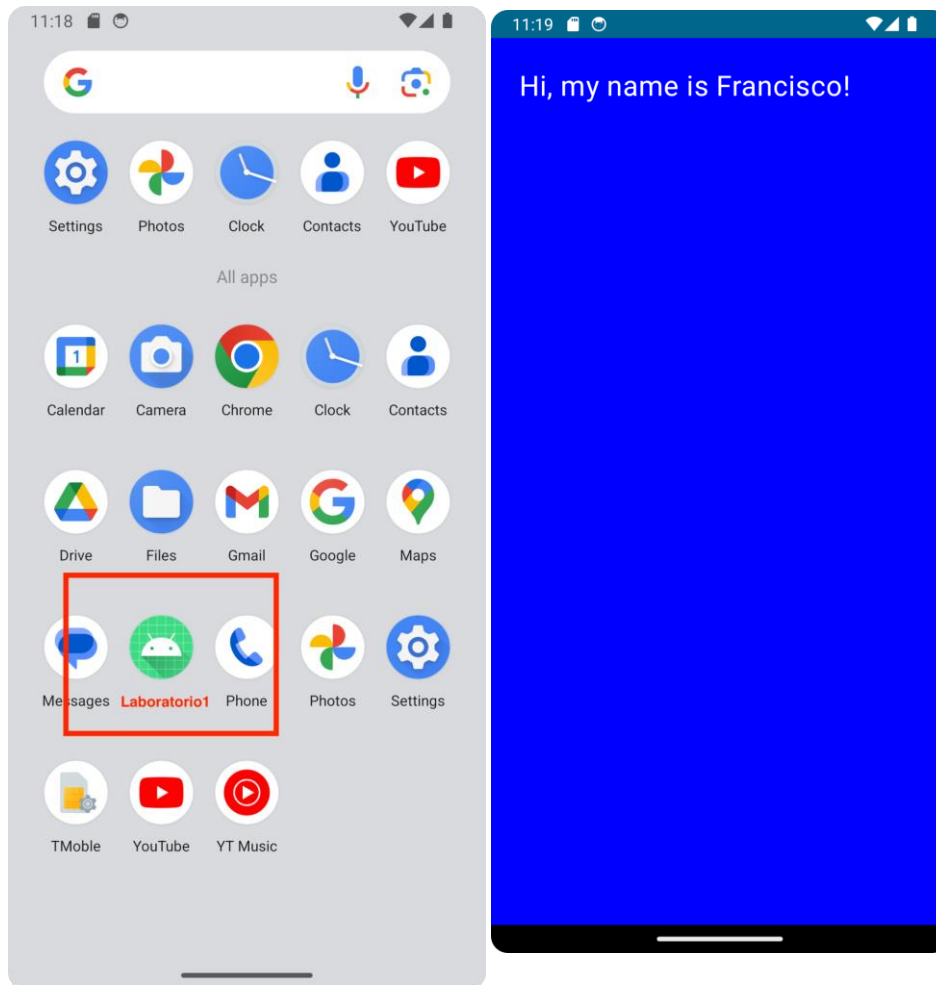 11:18
G
Settings Photos Clock Contacts YouTube
All apps
1
Calendar Camera Chrome Clock Contacts
Drive Files Gmail Google Maps
Messages Laboratorio1 Phone Photos Settings
TMoble YouTube YT Music
11:19
Hi, my name is Francisco!